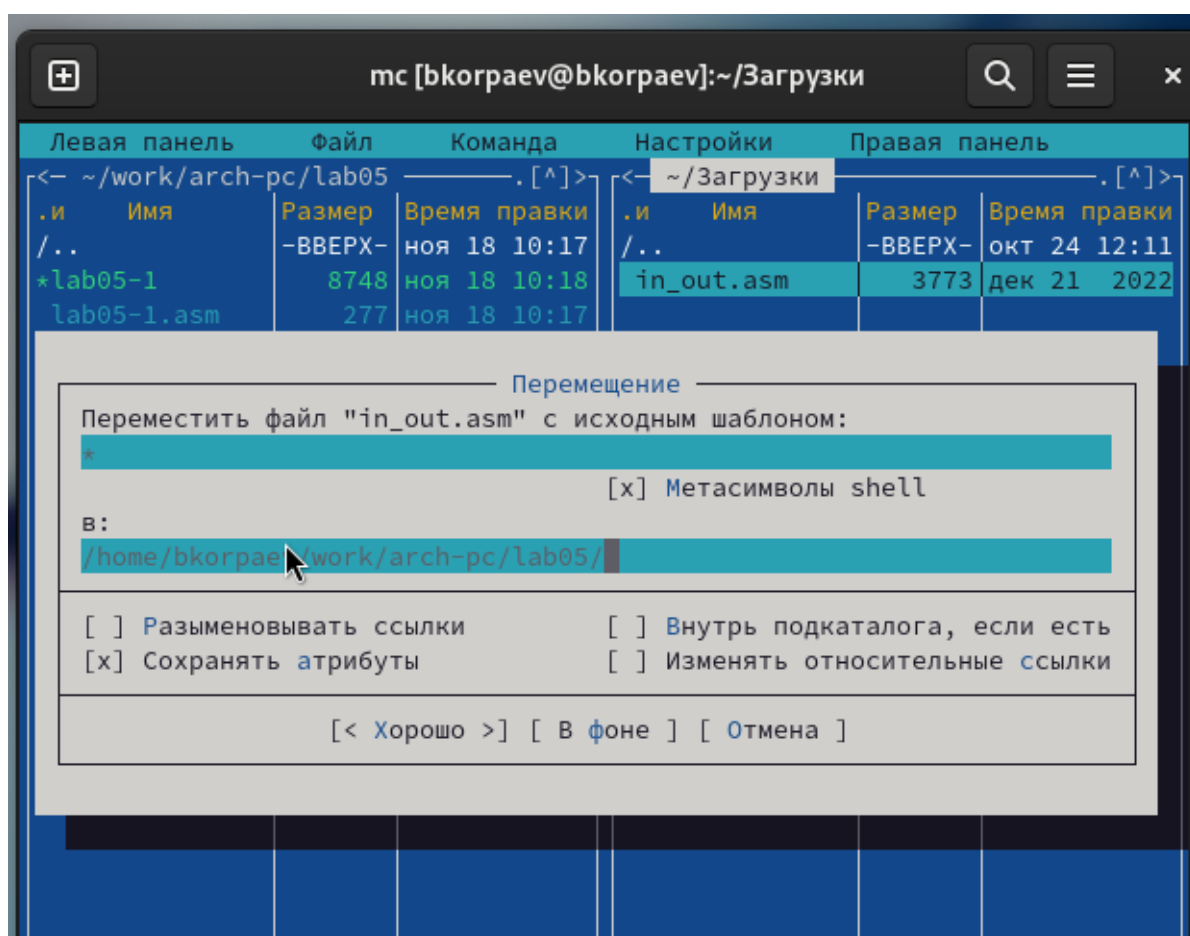 mc [bkorpaev@bkorpaev]:~/Загрузки
Левая панель Файл Команда Настройки Правая панель
<— ~/work/arch-pc/lab05 .[^]> <— ~/Загрузки .[^]>
.и Имя Размер Время правки .и Имя Размер Время правки
/.. -ВВЕРХ- ноя 18 10:17 /.. -ВВЕРХ- окт 24 12:11
*lab05-1 8748 ноя 18 10:18 in_out.asm 3773 дек 21 2022
lab05-1.asm 277 ноя 18 10:17
Перемещение
Переместить файл "in_out.asm" с исходным шаблоном:
*
[x] Метасимволы shell
в:
/home/bkorpaev/work/arch-pc/lab05/
[ ] Разыменовывать ссылки [ ] Внутрь подкаталога, если есть
[x] Сохранять атрибуты [ ] Изменять относительные ссылки
[< Хорошо >] [ В фоне ] [ Отмена ]